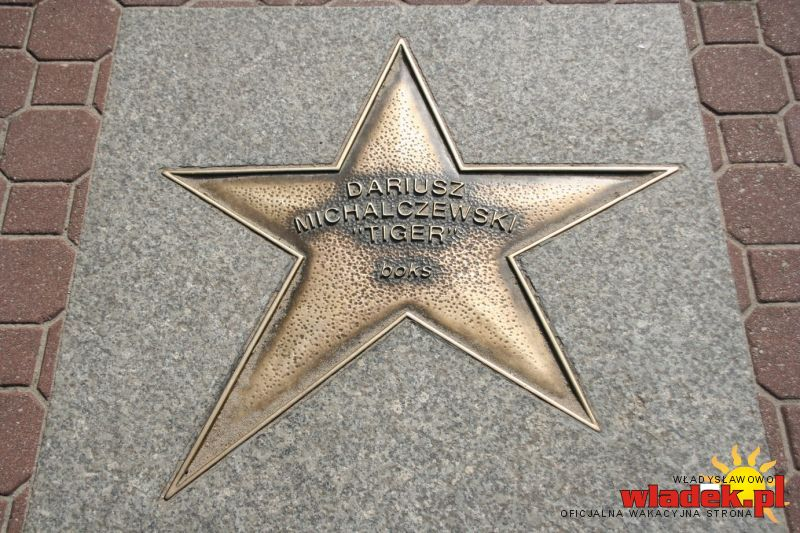 DARIUSZ
MICHALCZEWSKI
"TIGER"
boks
WŁADYSŁAWOWO
wladek.pl
OFICJALNA WAKACYJNA STRONA